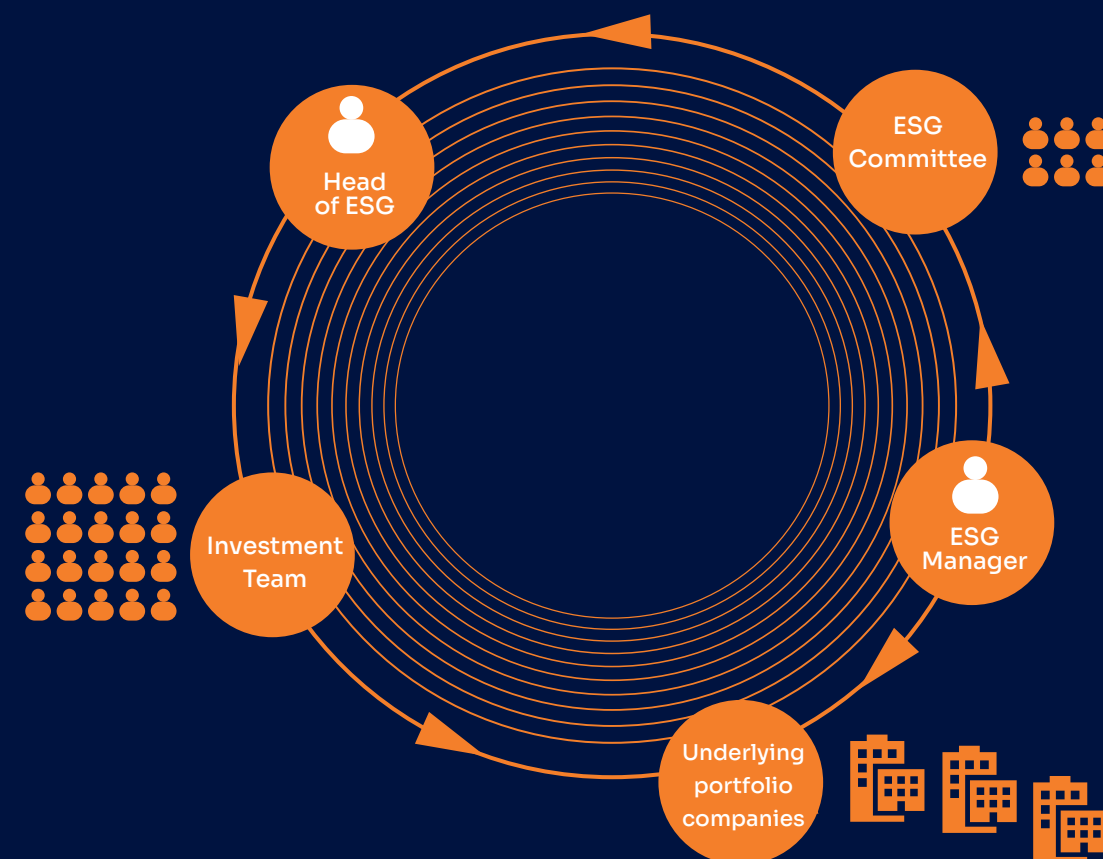 ESG
Committee
Head
of ESG
ESG
Manager
Investment
Team
Underlying
portfolio
companies